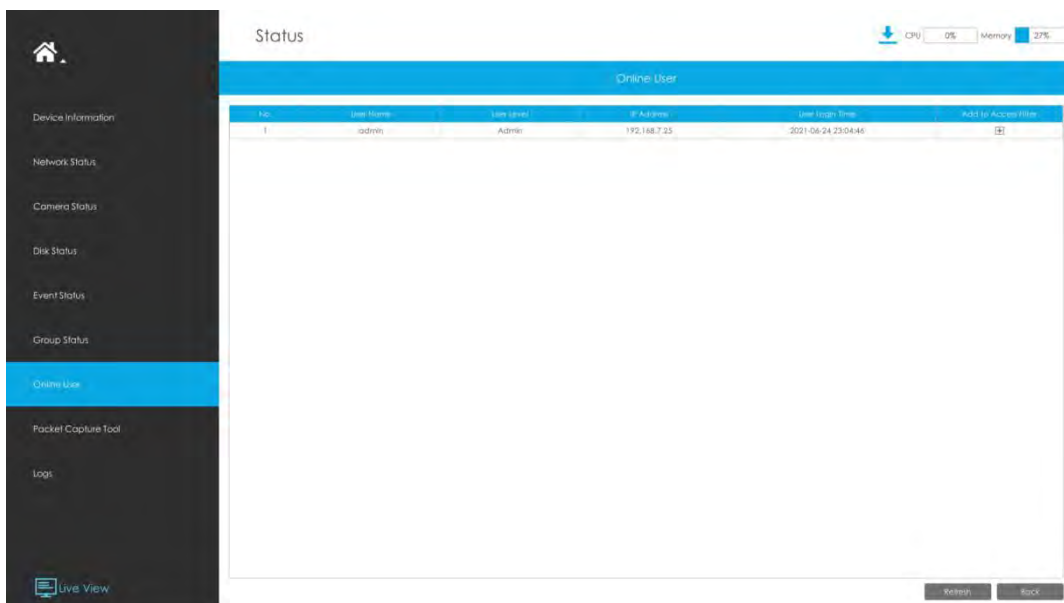 Status
CPU 0% Memory 27%
Online User
Device Information
Network Status
Camera Status
Disk Status
Event Status
Group Status
Online User
Packet Capture Tool
Logs
Live View
No. User Name User Level IP Address User Login Time Add to Access Filter
1 admin Admin 192.168.7.25 2021-06-24 23:04:46
Refresh Back